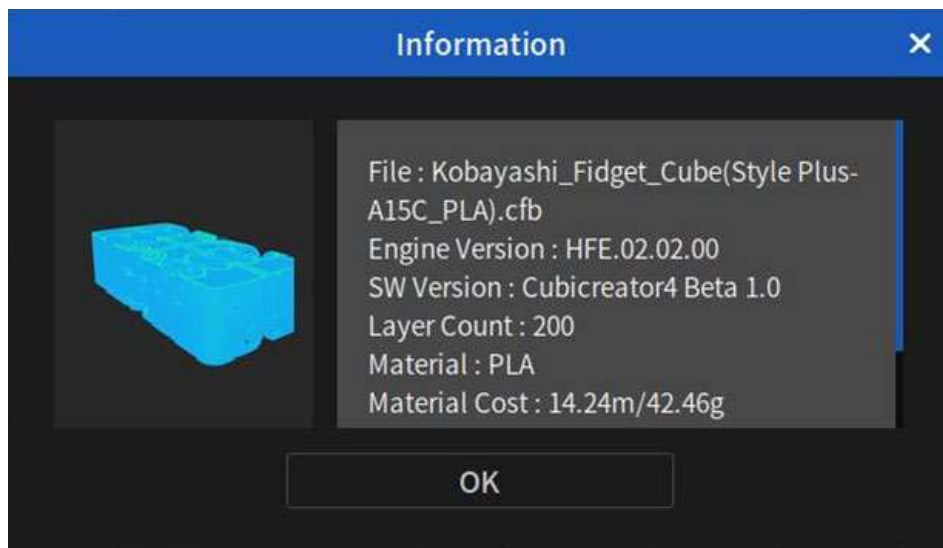 Information
File : Kobayashi_Fidget_Cube(Style Plus-
A15C_PLA).cfb
Engine Version : HFE.02.02.00
SW Version : Cubicreator4 Beta 1.0
Layer Count : 200
Material : PLA
Material Cost : 14.24m/42.46g
OK